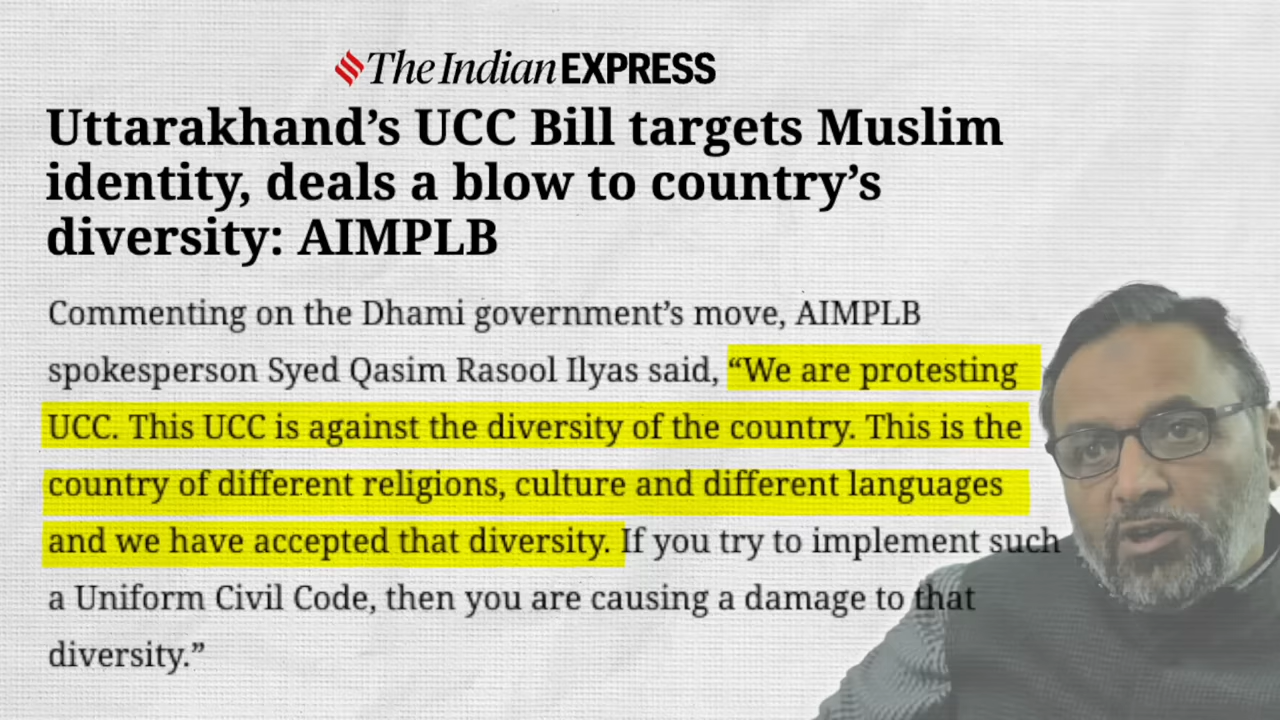 The Indian EXPRESS
Uttarakhand’s UCC Bill targets Muslim
identity, deals a blow to country’s
diversity: AIMPLB
Commenting on the Dhami government’s move, AIMPLB
spokesperson Syed Qasim Rasool Ilyas said, “We are protesting
UCC. This UCC is against the diversity of the country. This is the
country of different religions, culture and different languages
and we have accepted that diversity. If you try to implement such
a Uniform Civil Code, then you are causing a damage to that
diversity.”